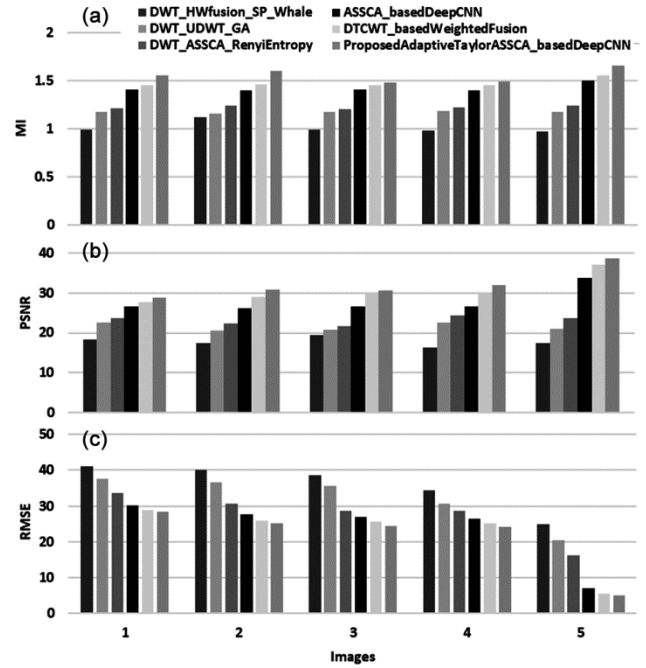 (a)
DWT_HWfusion_SP_Whale
ASSCA_basedDeepCNN
DWT_UDWT_GA
DTCWT_basedWeightedFusion
DWT_ASSCA_RenyiEntropy
ProposedAdaptiveTaylorASSCA_basedDeepCNN
2
1.5
1
0.5
0
MI
(b)
40
30
20
10
0
PSNR
(c)
50
40
30
20
10
0
RMSE
1 2 3 4 5
Images